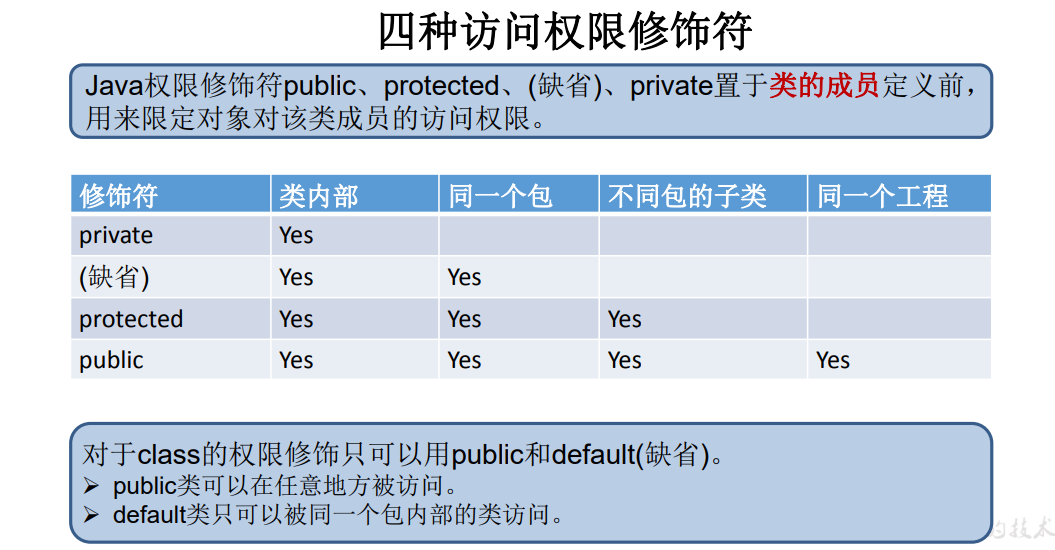 四种访问权限修饰符
Java权限修饰符public、protected、(缺省)、private置于类的成员定义前，
用来限定对象对该类成员的访问权限。
修饰符 类内部 同一个包 不同包的子类 同一个工程
private Yes
(缺省) Yes Yes
protected Yes Yes Yes
public Yes Yes Yes Yes
对于class的权限修饰只可以用public和default(缺省)。
➢ public类可以在任意地方被访问。
➢ default类只可以被同一个包内部的类访问。
的技术